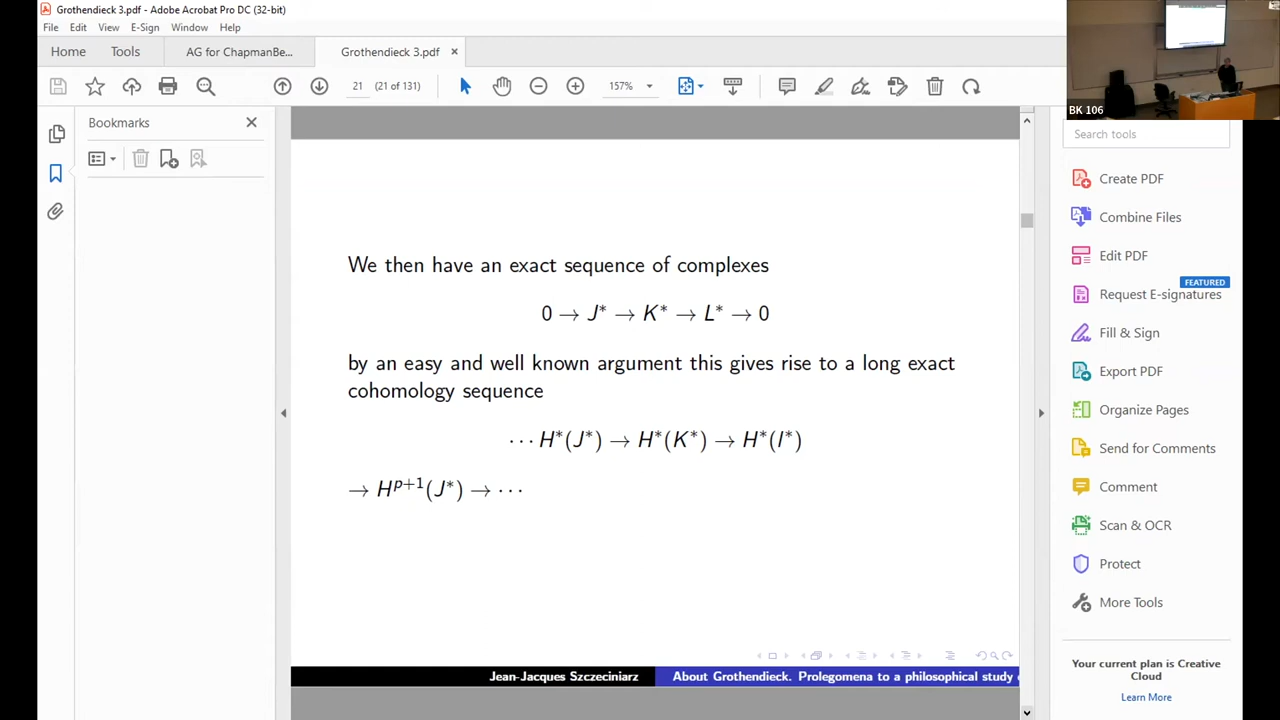 Grothendieck 3.pdf - Adobe Acrobat Pro DC (32-bit)
File Edit View E-Sign Window Help
Home Tools AG for ChapmanBe... Grothendieck 3.pdf ×
21 (21 of 131) 157%
BK 106
Bookmarks
Search tools
Create PDF
Combine Files
Edit PDF
FEATURED
Request E-signatures
Fill & Sign
Export PDF
Organize Pages
Send for Comments
Comment
Scan & OCR
Protect
More Tools
Your current plan is Creative
Cloud
Learn More
We then have an exact sequence of complexes
0 → J* → K* → L* → 0
by an easy and well known argument this gives rise to a long exact
cohomology sequence
⋯ H*(J*) → H*(K*) → H*(I*)
→ H^{p+1}(J*) → ⋯
Jean-Jacques Szczeciniarz About Grothendieck. Prolegomena to a philosophical study